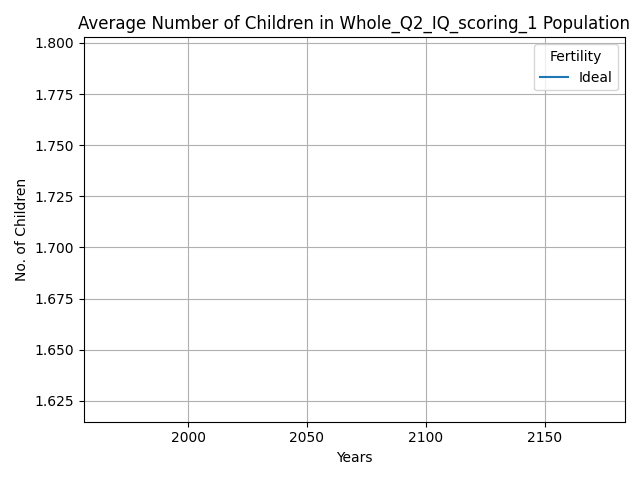 Average Number of Children in Whole_Q2_IQ_scoring_1 Population
Fertility
Ideal
1.800
1.775
1.750
1.725
1.700
1.675
1.650
1.625
No. of Children
2000 2050 2100 2150
Years